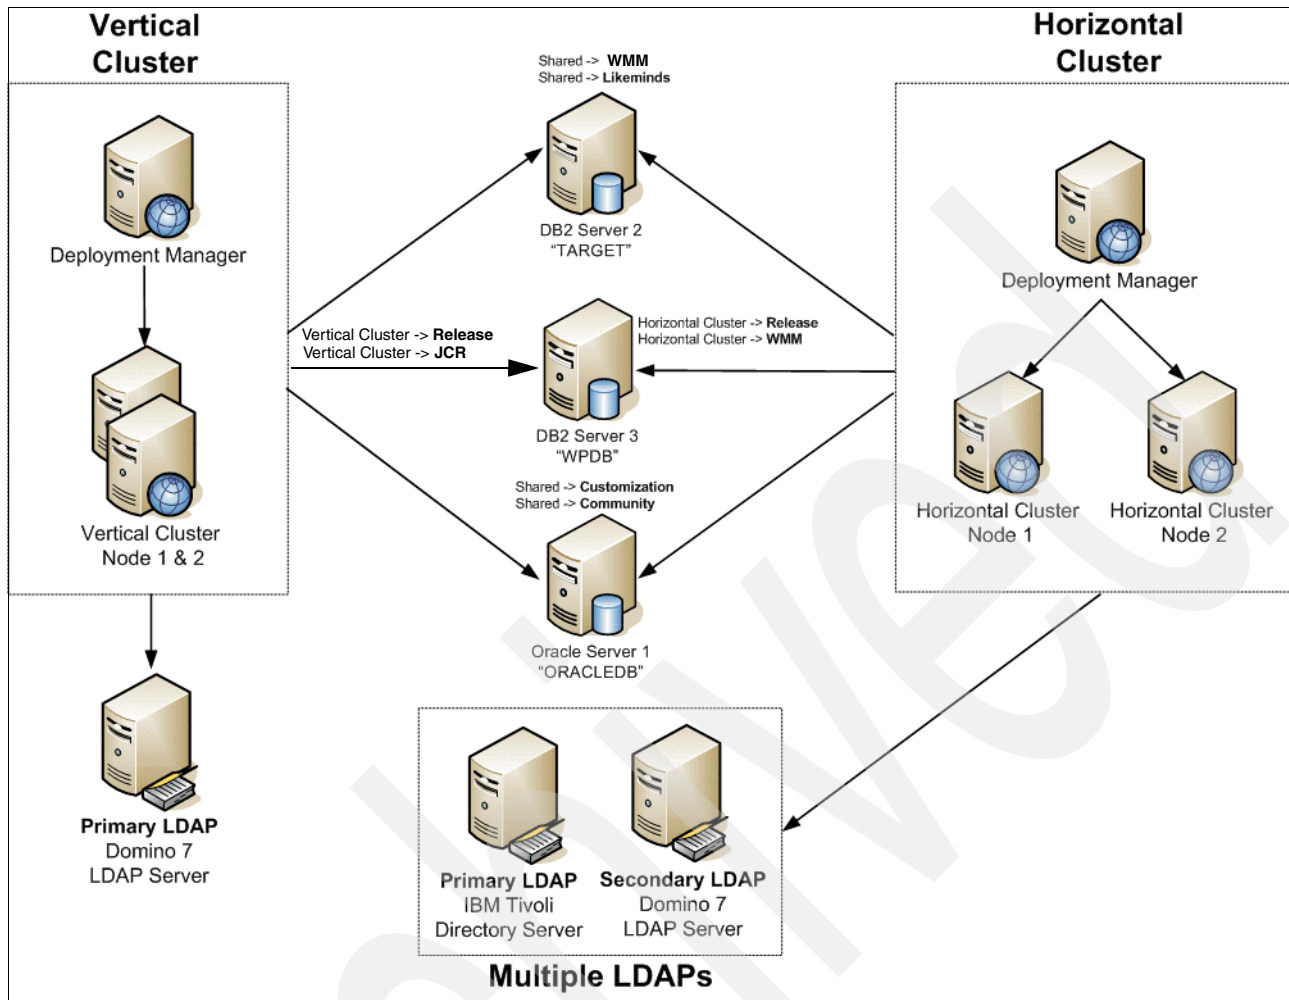 Vertical
Cluster
Horizontal
Cluster
Shared -> WMM
Shared -> Likeminds
Deployment Manager
DB2 Server 2
“TARGET”
Deployment Manager
Vertical Cluster -> Release
Vertical Cluster -> JCR
Horizontal Cluster -> Release
Horizontal Cluster -> WMM
DB2 Server 3
“WPDB”
Vertical Cluster
Node 1 & 2
Shared -> Customization
Shared -> Community
Horizontal Cluster
Node 1
Horizontal Cluster
Node 2
Oracle Server 1
“ORACLEDB”
Primary LDAP
Domino 7
LDAP Server
Primary LDAP
IBM Tivoli
Directory Server
Secondary LDAP
Domino 7
LDAP Server
Multiple LDAPs